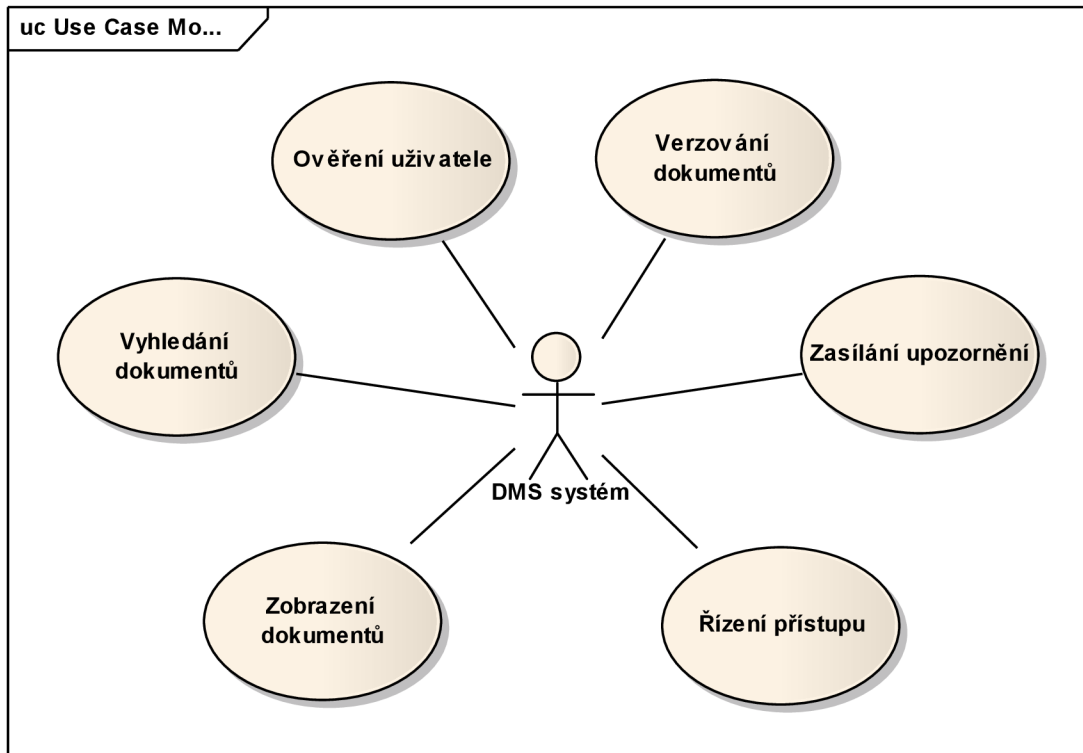 uc Use Case Mo...
Ověření uživatele
Verzování
dokumentů
Vyhledání
dokumentů
Zasílání upozornění
DMS systém
Zobrazení
dokumentů
Řízení přístupu